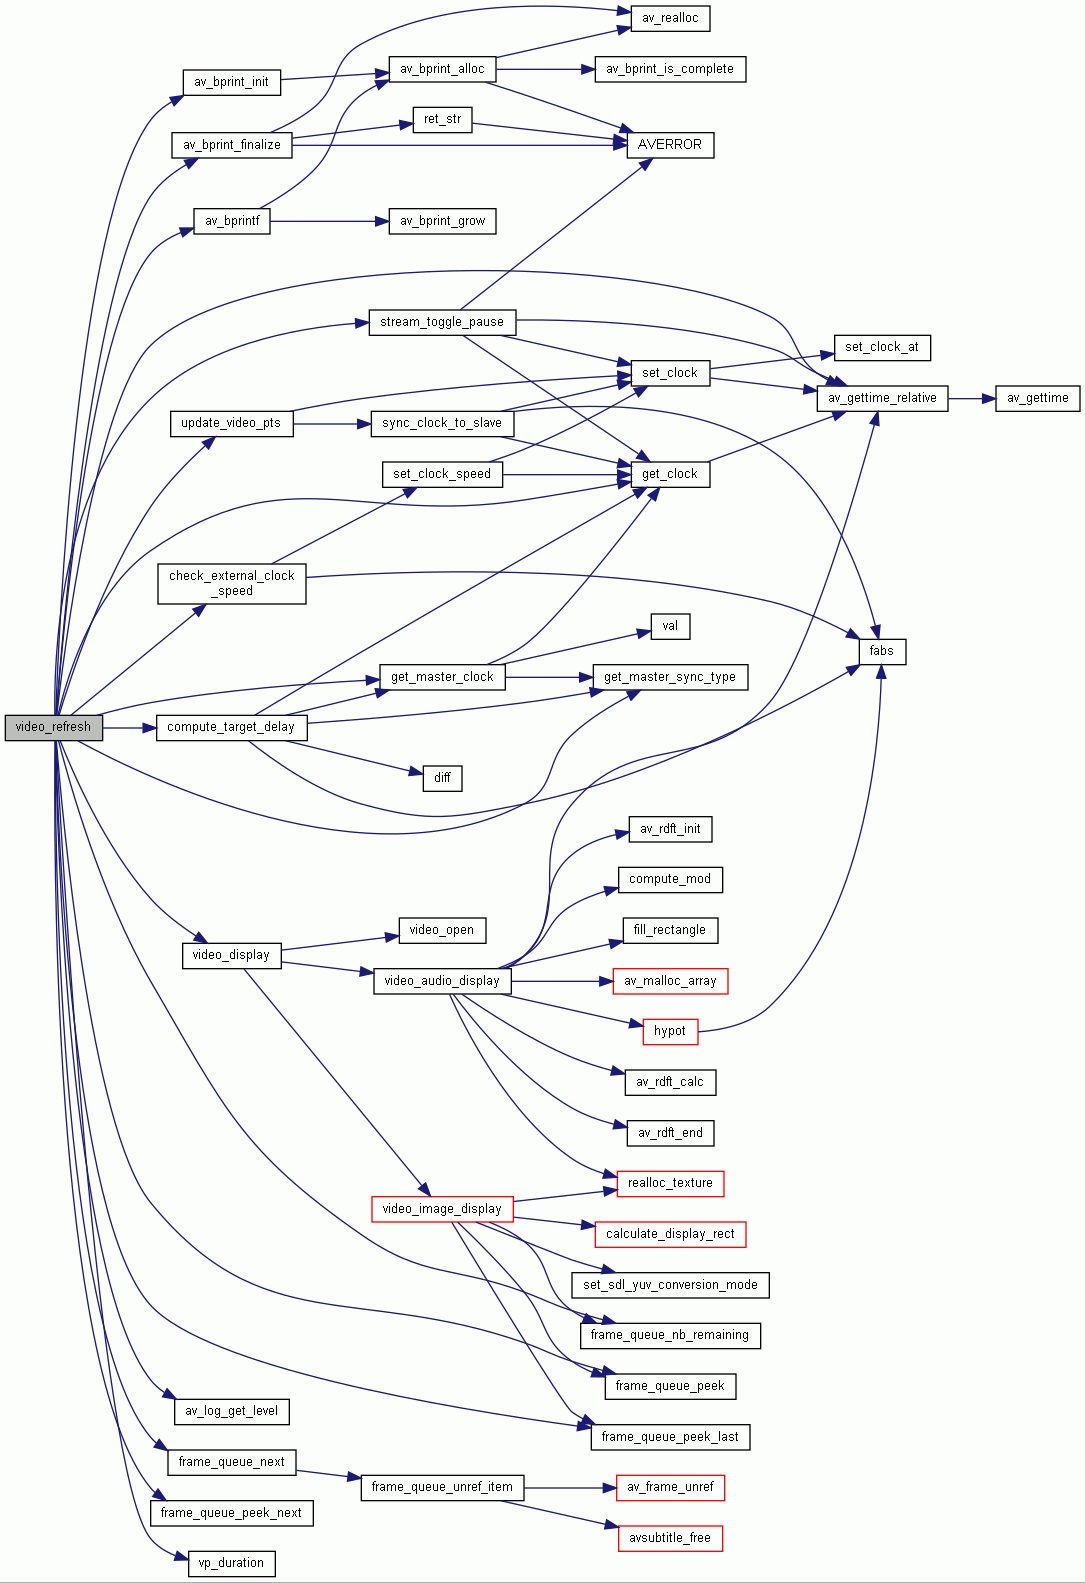 av_realloc
av_bprint_alloc
av_bprint_is_complete
av_bprint_init
ret_str
av_bprint_finalize
AVERROR
av_bprintf
av_bprint_grow
stream_toggle_pause
set_clock_at
set_clock
av_gettime_relative
av_gettime
update_video_pts
sync_clock_to_slave
set_clock_speed
get_clock
check_external_clock
_speed
val
fabs
get_master_clock
get_master_sync_type
video_refresh
compute_target_delay
diff
av_rdft_init
compute_mod
video_open
fill_rectangle
video_display
video_audio_display
av_malloc_array
hypot
av_rdft_calc
av_rdft_end
realloc_texture
video_image_display
calculate_display_rect
set_sdl_yuv_conversion_mode
frame_queue_nb_remaining
frame_queue_peek
av_log_get_level
frame_queue_peek_last
frame_queue_next
frame_queue_unref_item
av_frame_unref
frame_queue_peek_next
avsubtitle_free
vp_duration